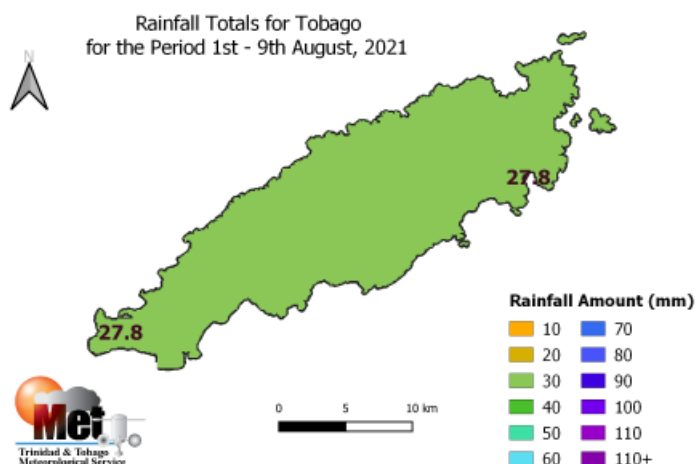 Rainfall Totals for Tobago
for the Period 1st - 9th August, 2021
N
27.8
27.8
Rainfall Amount (mm)
10 70
20 80
30 90
40 100
50 110
60 110+
0 5 10 km
Met
Trinidad & Tobago
Meteorological Service